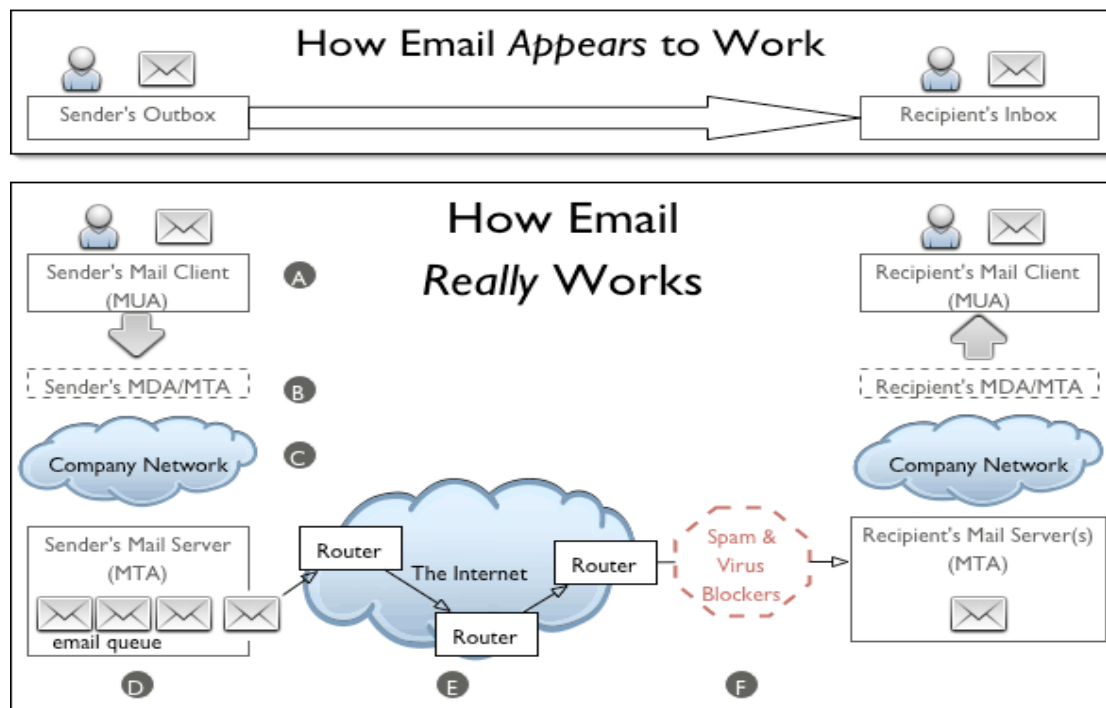 How Email Appears to Work
Sender's Outbox
Recipient's Inbox
How Email
Really Works
Sender's Mail Client
(MUA)
A
Recipient's Mail Client
(MUA)
Sender's MDA/MTA
B
Recipient's MDA/MTA
Company Network
C
Company Network
Sender's Mail Server
(MTA)
email queue
Router
The Internet
Router
Router
Spam &
Virus
Blockers
Recipient's Mail Server(s)
(MTA)
D
E
F